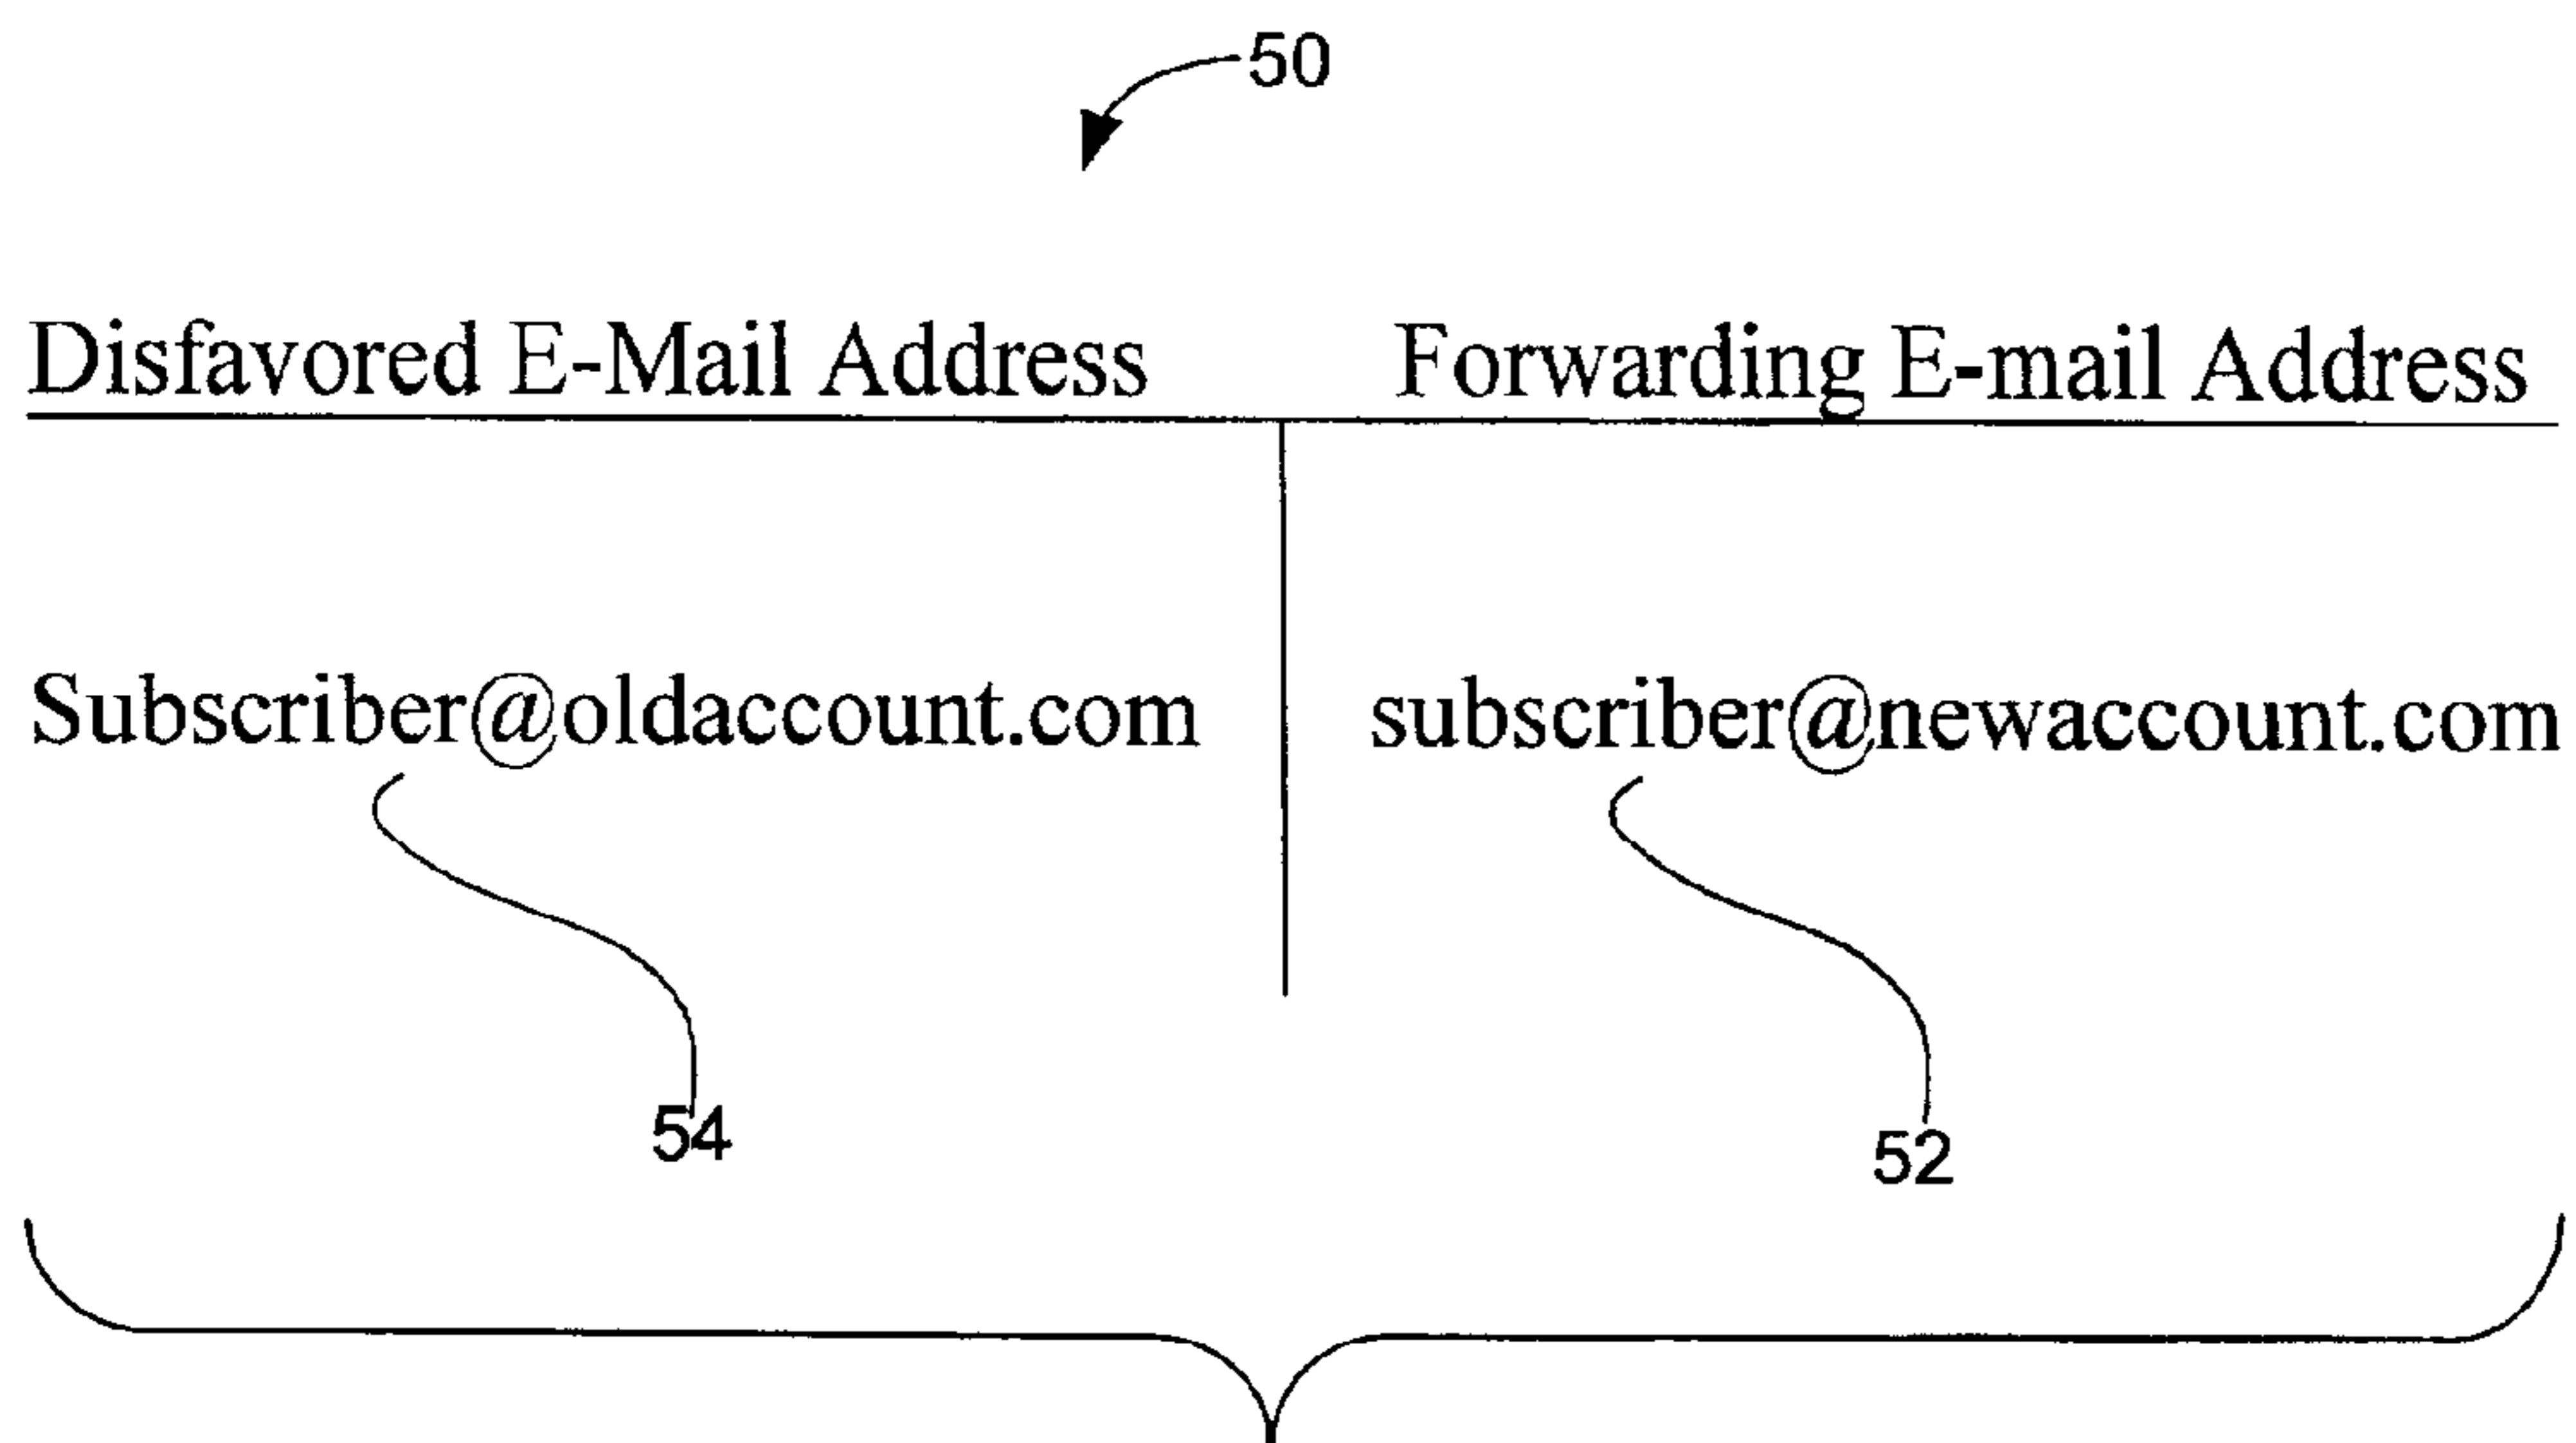 50
Disfavored E-Mail Address Forwarding E-mail Address
Subscriber@oldaccount.com subscriber@newaccount.com
54
52